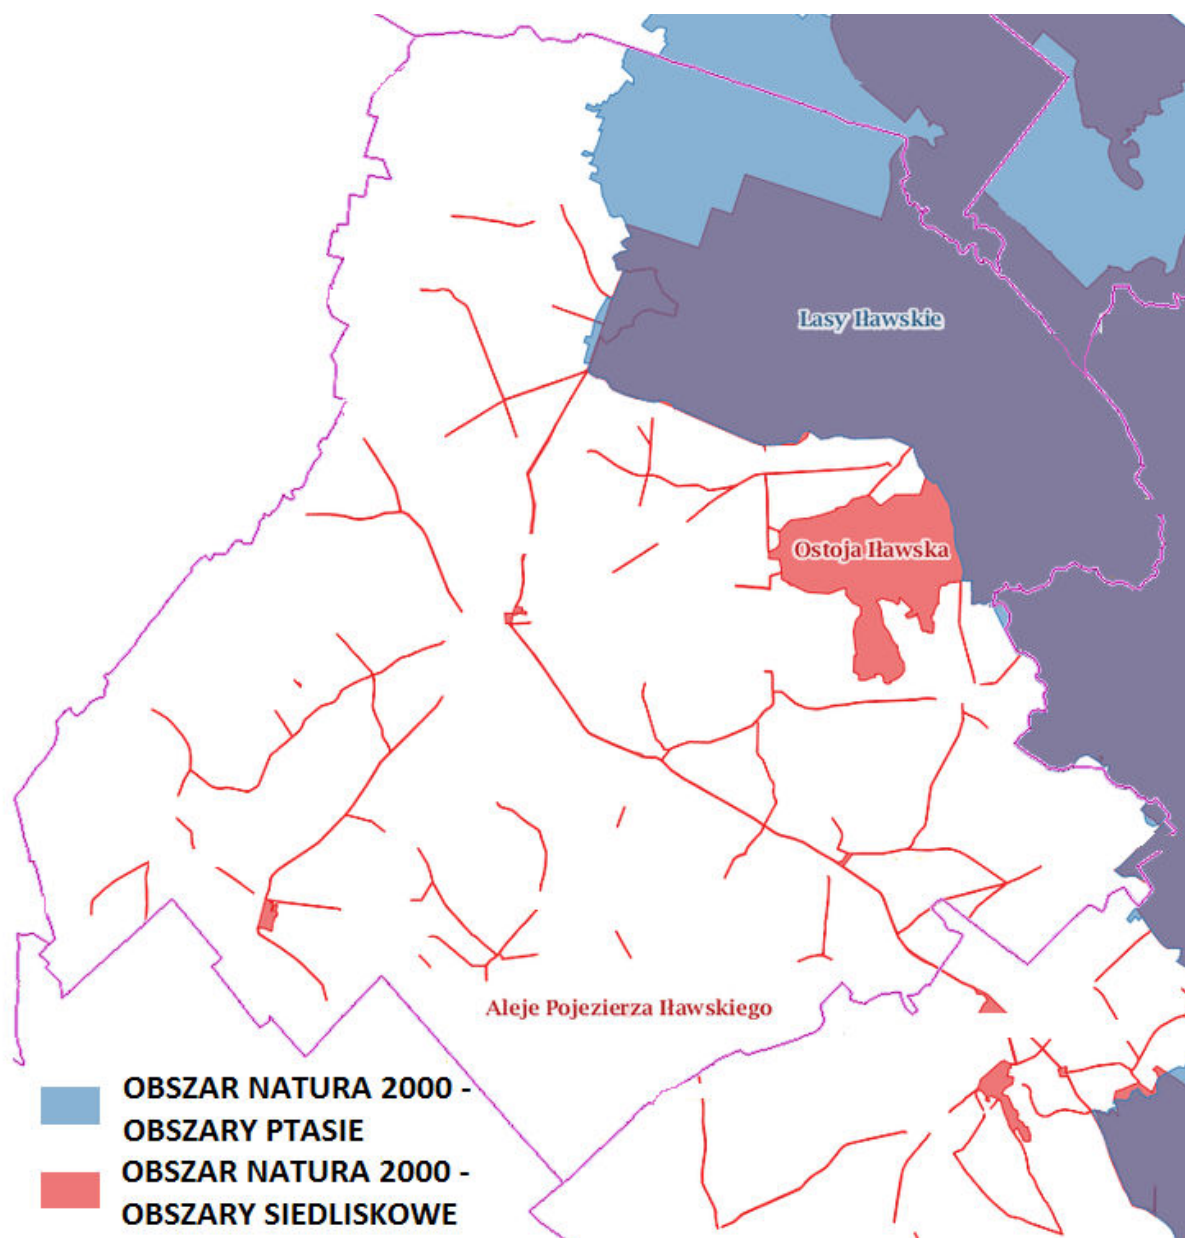 Lasy Iławskie
Ostoja Iławska
Aleje Pojezierza Iławskiego
OBSZAR NATURA 2000 -
OBSZARY PTASIE
OBSZAR NATURA 2000 -
OBSZARY SIEDLISKOWE